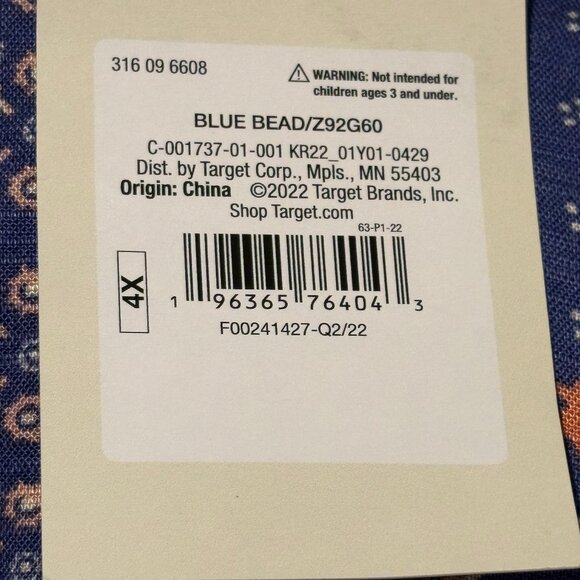 316 09 6608
⚠ WARNING: Not intended for
children ages 3 and under.
BLUE BEAD/Z92G60
C-001737-01-001 KR22_01Y01-0429
Dist. by Target Corp., Mpls., MN 55403
Origin: China ©2022 Target Brands, Inc.
Shop Target.com
63-P1-22
4X
1 96365 76404 3
F00241427-Q2/22